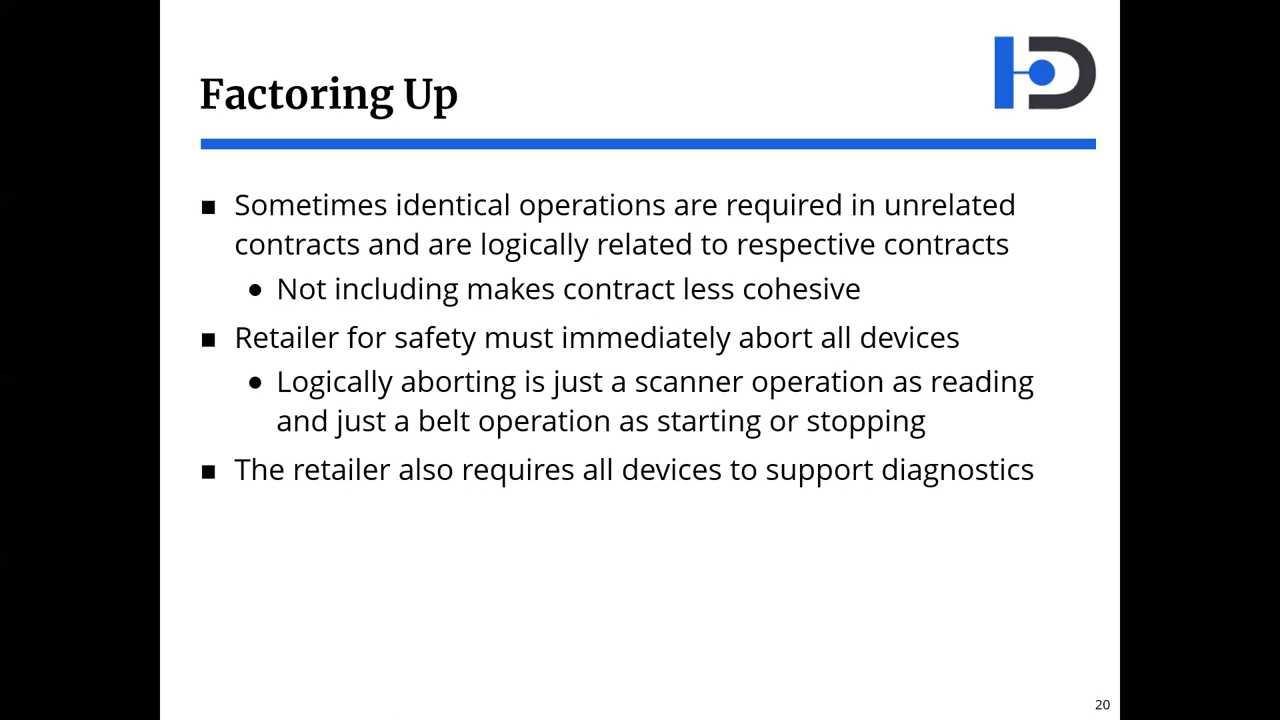 Factoring Up
Sometimes identical operations are required in unrelated
contracts and are logically related to respective contracts
Not including makes contract less cohesive
Retailer for safety must immediately abort all devices
Logically aborting is just a scanner operation as reading
and just a belt operation as starting or stopping
The retailer also requires all devices to support diagnostics
20